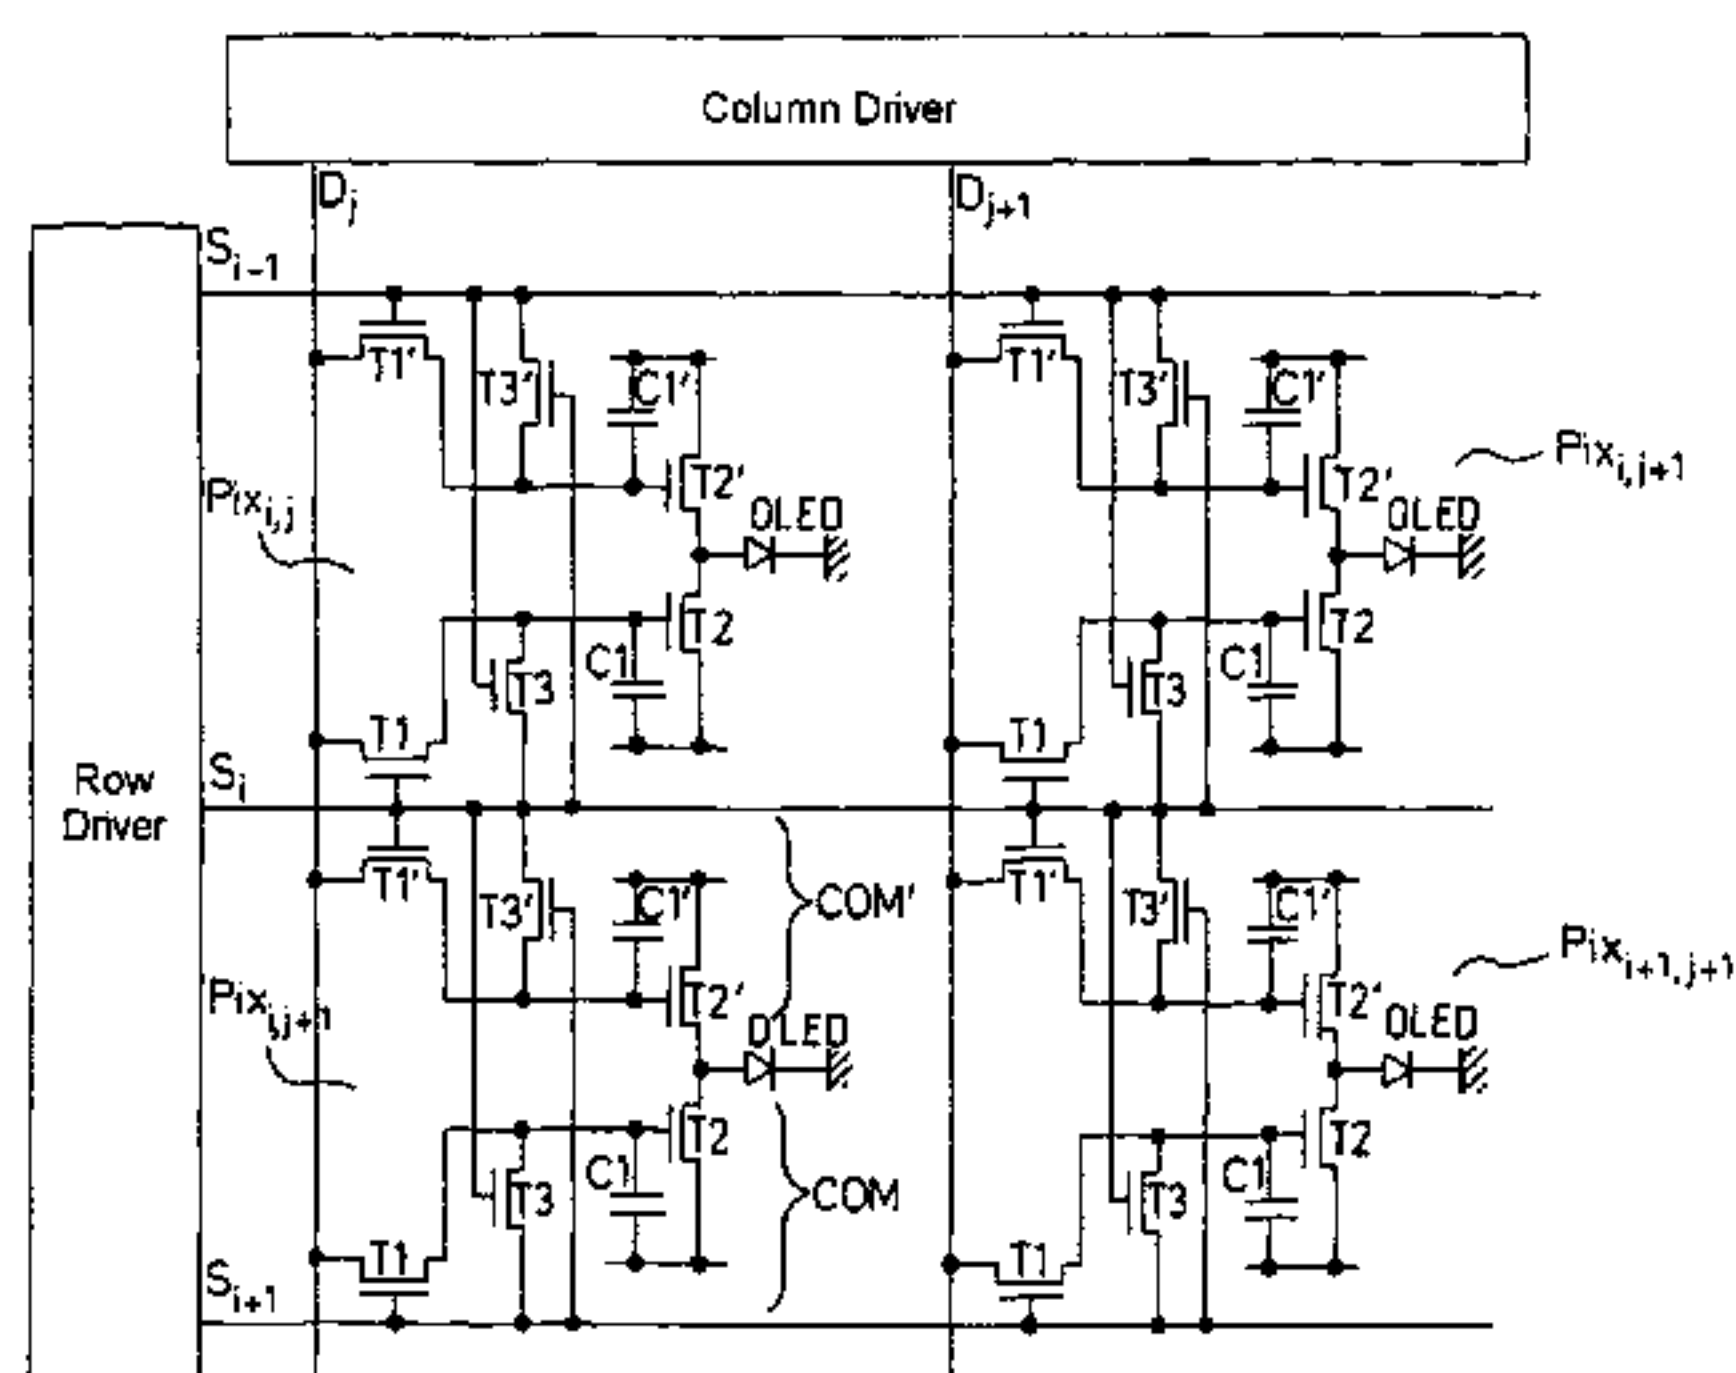 Column Driver
Dj
Dj+1
Si-1
T1'
T3'
C1'
T1'
T3'
C1'
Pixi,j+1
Pixi,j
T2'
OLED
T2'
OLED
T2
T2
C1
T3
C1
T3
T1
T1
Row
Driver
Si
T1'
T3'
C1'
COM'
T1'
T3'
C1'
Pixi+1,j+1
Pixi,j+1
T2'
OLED
T2'
OLED
T2
T2
C1
T3
COM
C1
T3
T1
T1
Si+1